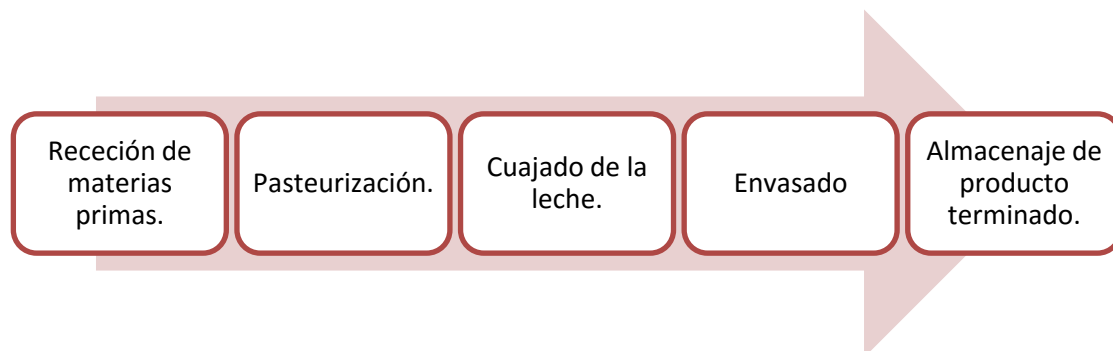 Receción de
materias
primas.
Pasteurización.
Cuajado de la
leche.
Envasado
Almacenaje de
producto
terminado.